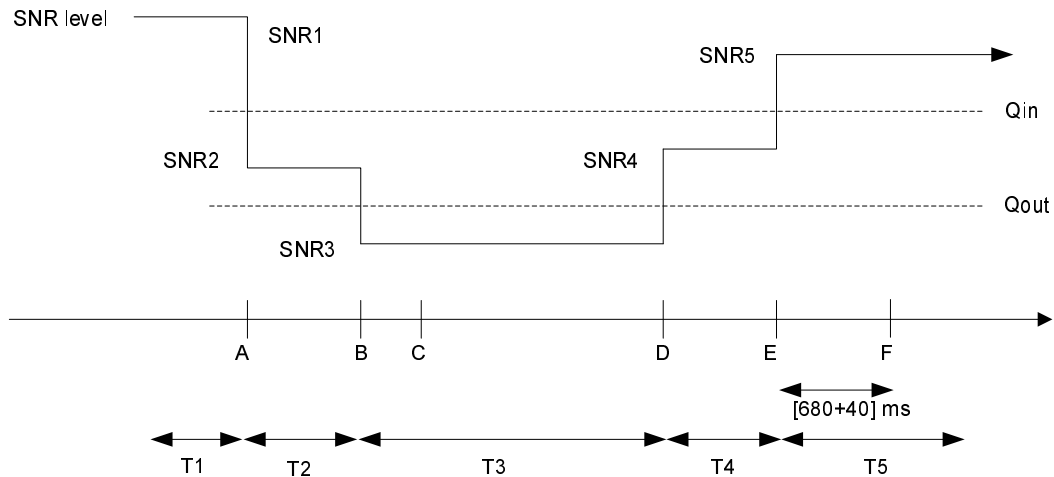 SNR level
SNR1
SNR5
Qin
SNR2
SNR4
Qout
SNR3
A B C D E F
[680+40] ms
T1 T2 T3 T4 T5